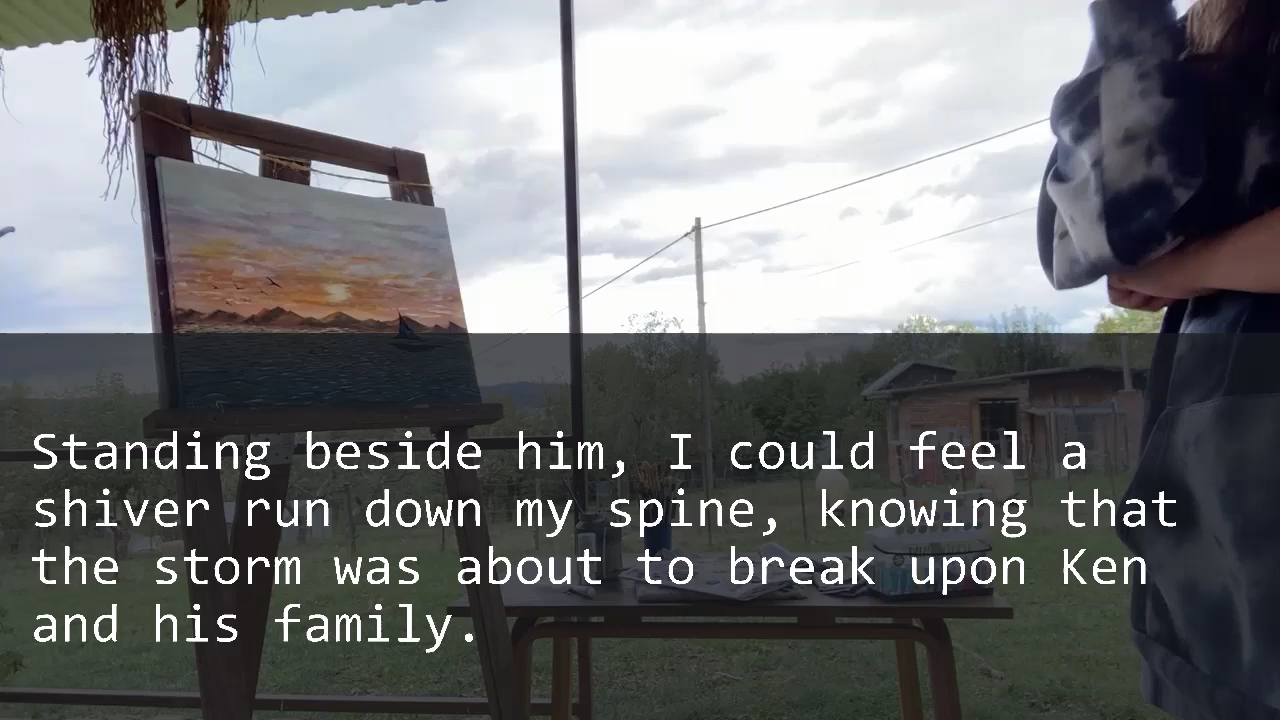 Standing beside him, I could feel a
shiver run down my spine, knowing that
the storm was about to break upon Ken
and his family.